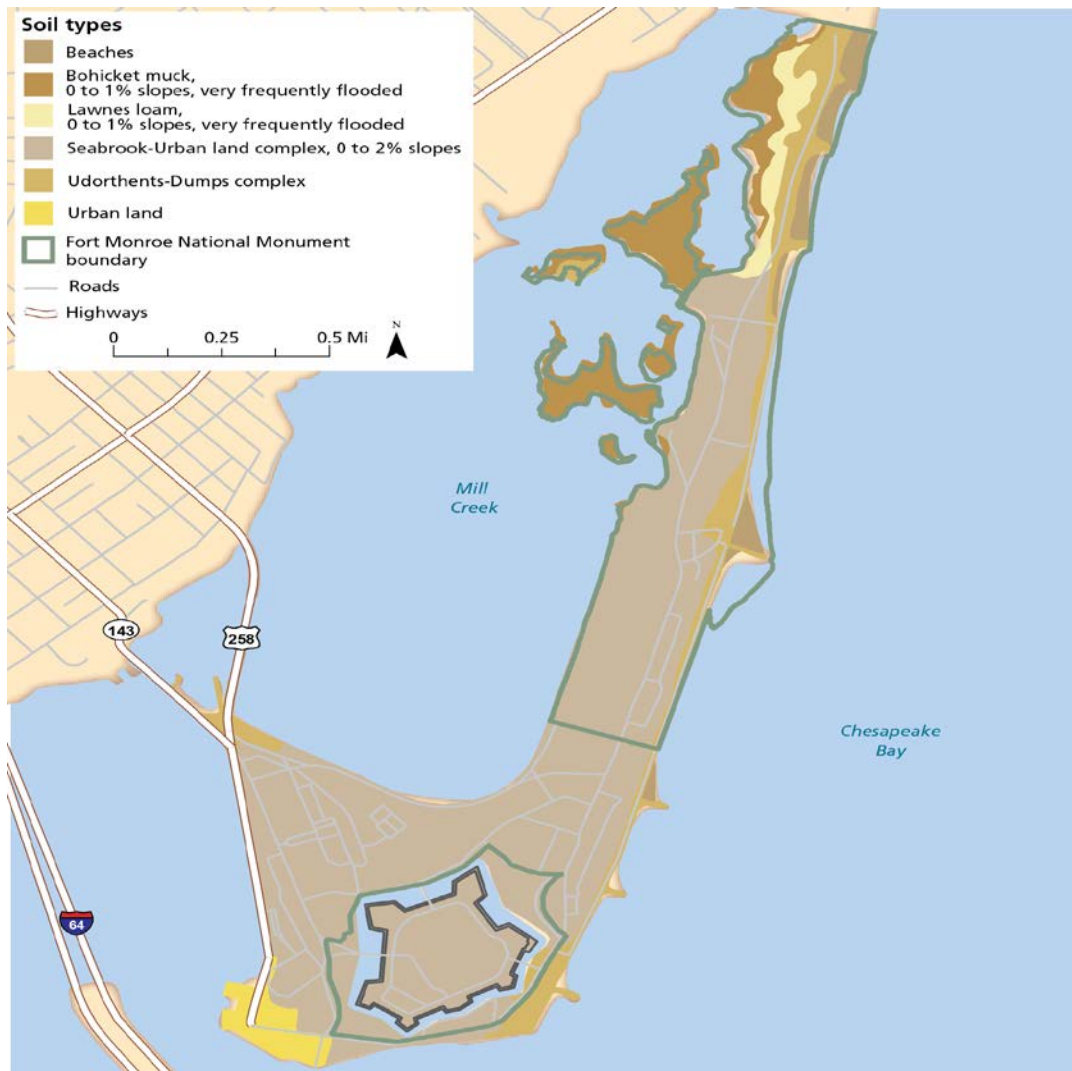 Soil types
Beaches
Bohicket muck,
0 to 1% slopes, very frequently flooded
Lawnes loam,
0 to 1% slopes, very frequently flooded
Seabrook-Urban land complex, 0 to 2% slopes
Udorthents-Dumps complex
Urban land
Fort Monroe National Monument
boundary
Roads
Highways
0 0.25 0.5 Mi
N
Mill
Creek
143
258
Chesapeake
Bay
64